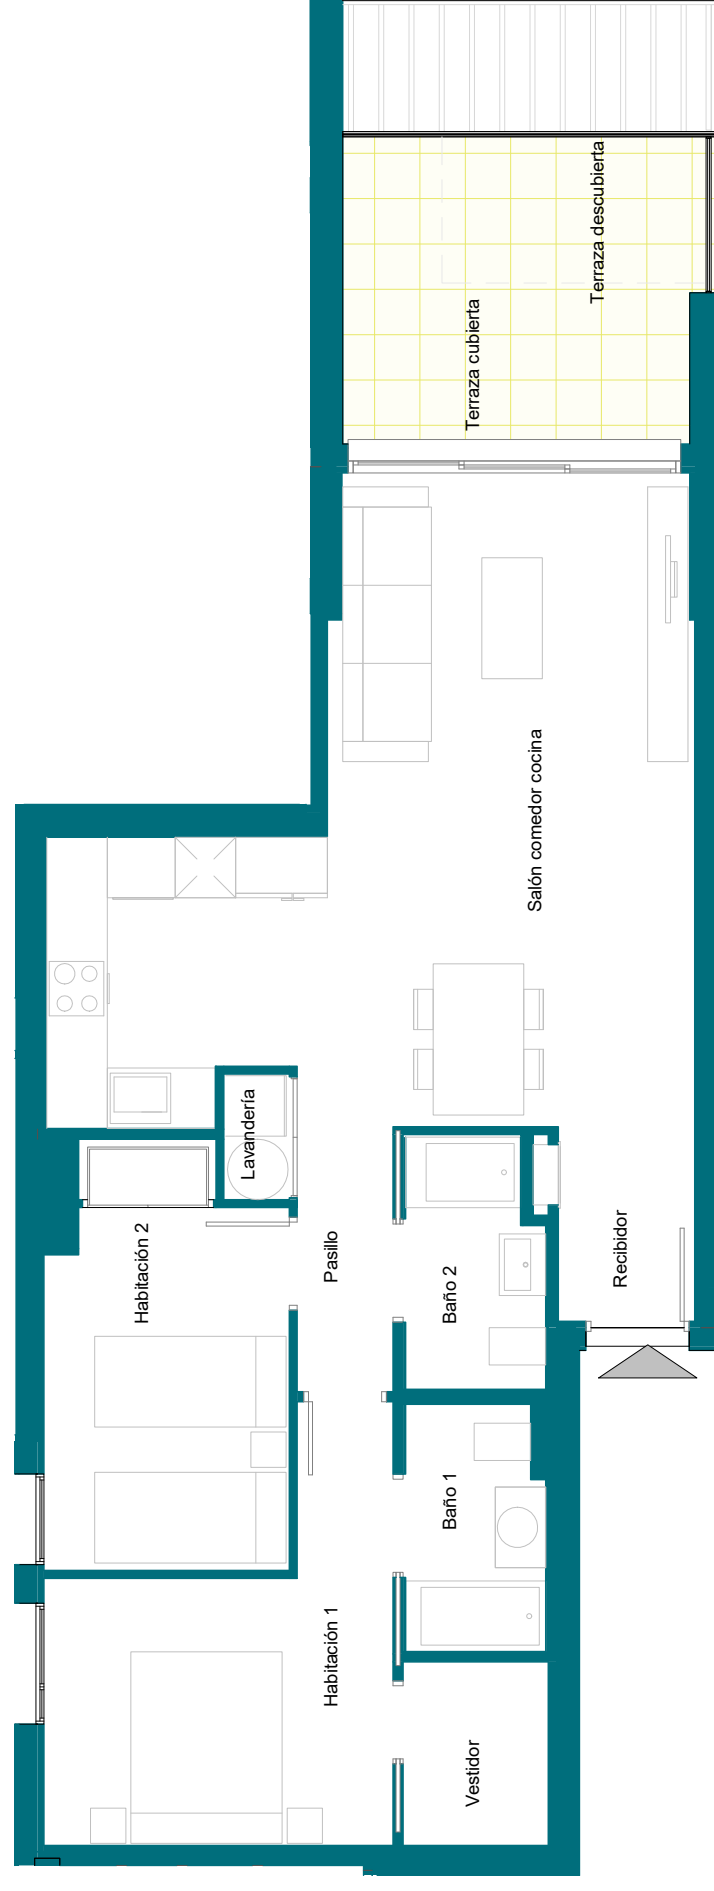 Terraza descubierta
Terraza cubierta
Salón comedor cocina
Lavandería
Habitación 2
Pasillo
Baño 2
Recibidor
Baño 1
Habitación 1
Vestidor